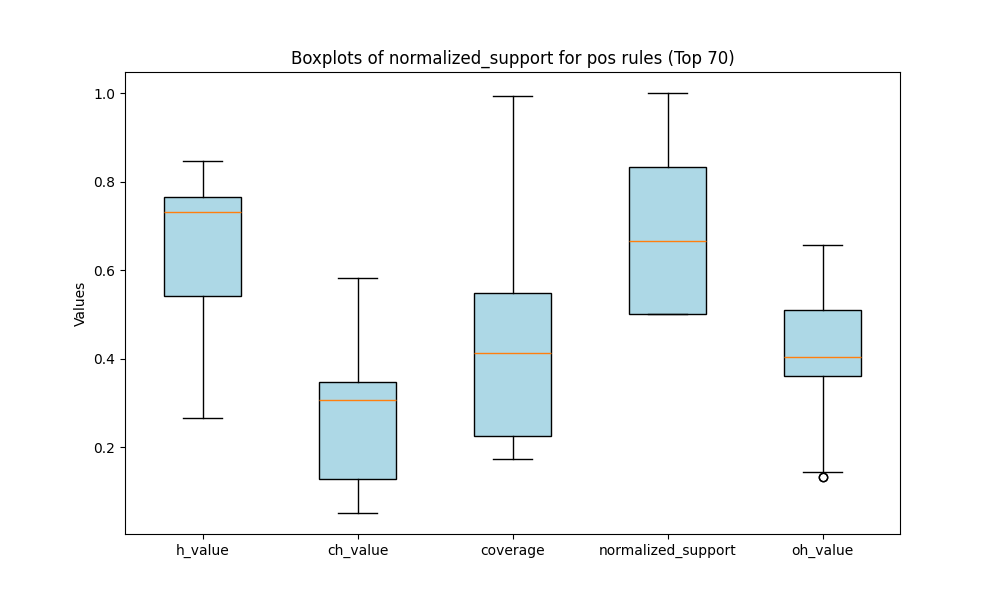 Boxplots of normalized_support for pos rules (Top 70)
1.0
0.8
0.6
0.4
0.2
Values
h_value
ch_value
coverage
normalized_support
oh_value